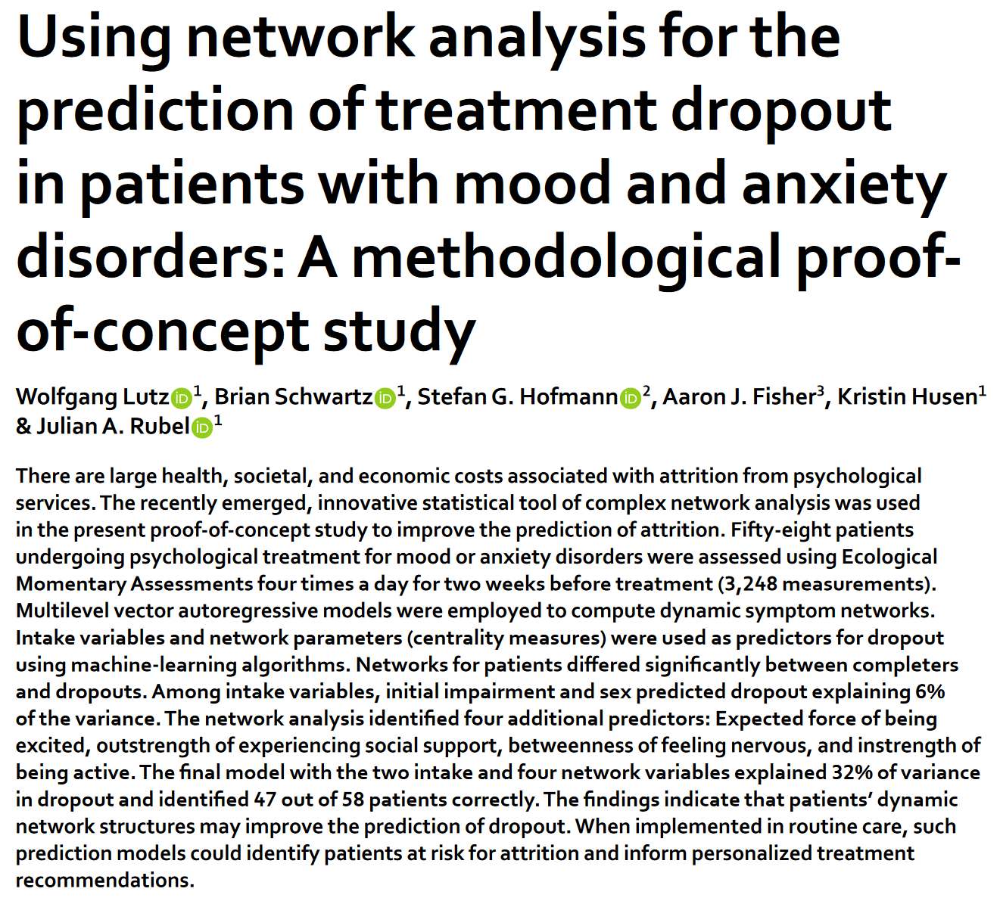 Using network analysis for the
prediction of treatment dropout
in patients with mood and anxiety
disorders: A methodological proof-
of-concept study
Wolfgang Lutz iD 1, Brian Schwartz iD 1, Stefan G. Hofmann iD 2, Aaron J. Fisher3, Kristin Husen1
& Julian A. Rubel iD 1
There are large health, societal, and economic costs associated with attrition from psychological
services. The recently emerged, innovative statistical tool of complex network analysis was used
in the present proof-of-concept study to improve the prediction of attrition. Fifty-eight patients
undergoing psychological treatment for mood or anxiety disorders were assessed using Ecological
Momentary Assessments four times a day for two weeks before treatment (3,248 measurements).
Multilevel vector autoregressive models were employed to compute dynamic symptom networks.
Intake variables and network parameters (centrality measures) were used as predictors for dropout
using machine-learning algorithms. Networks for patients differed significantly between completers
and dropouts. Among intake variables, initial impairment and sex predicted dropout explaining 6%
of the variance. The network analysis identified four additional predictors: Expected force of being
excited, outstrength of experiencing social support, betweenness of feeling nervous, and instrength of
being active. The final model with the two intake and four network variables explained 32% of variance
in dropout and identified 47 out of 58 patients correctly. The findings indicate that patients’ dynamic
network structures may improve the prediction of dropout. When implemented in routine care, such
prediction models could identify patients at risk for attrition and inform personalized treatment
recommendations.